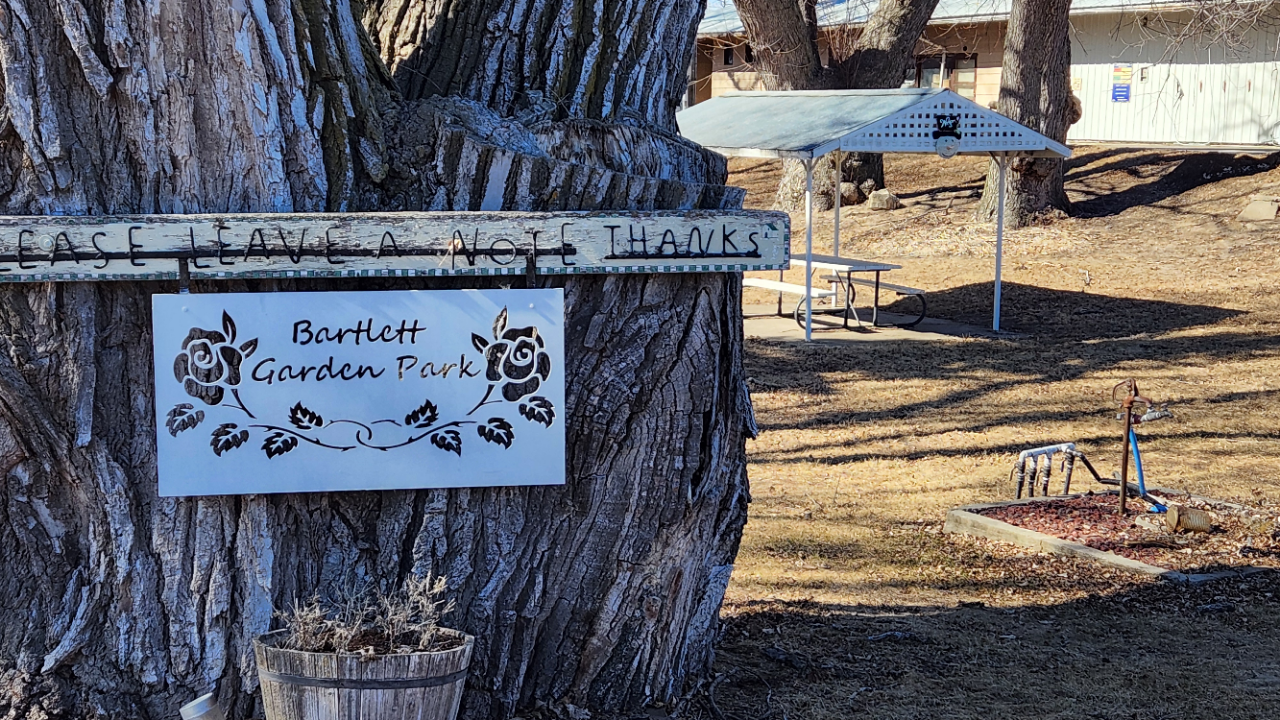 EASE LEAVE A NOTE THANKS
Bartlett
Garden Park